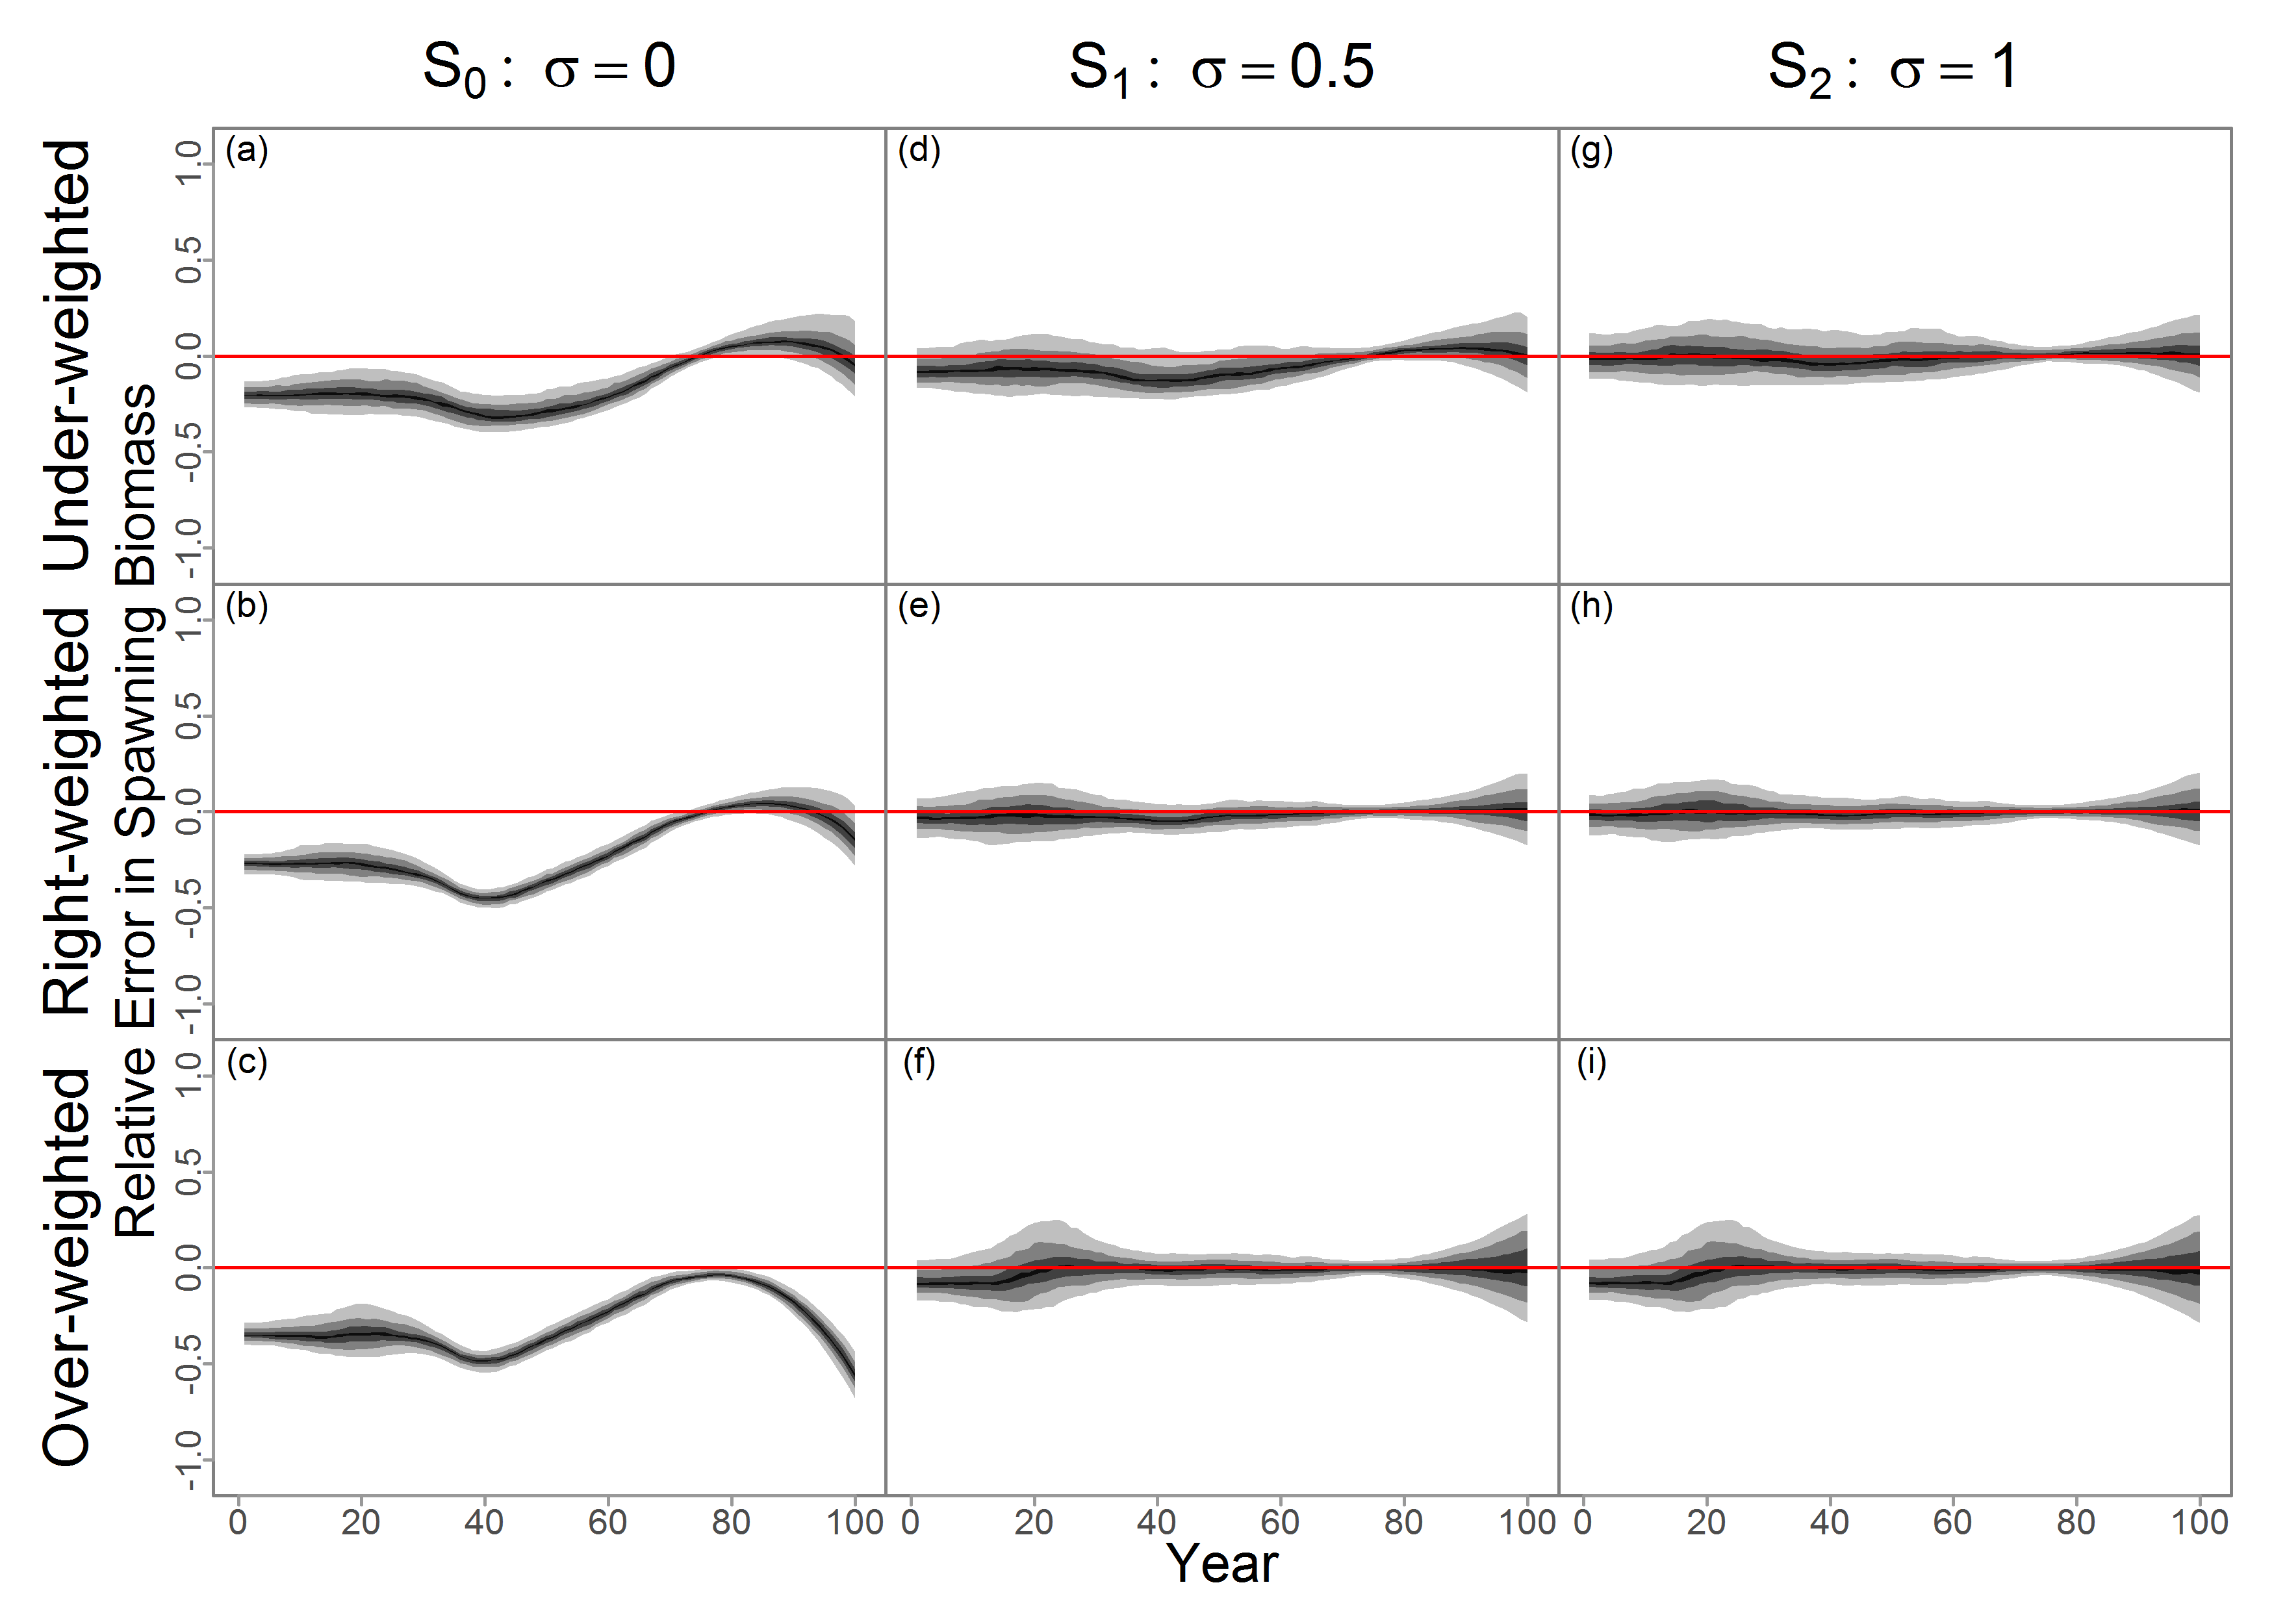 S0 : σ = 0
S1 : σ = 0.5
S2 : σ = 1
Under-weighted
Right-weighted
Over-weighted
Relative Error in Spawning Biomass
(a)
(d)
(g)
1.0
0.5
0.0
-0.5
-1.0
(b)
(e)
(h)
1.0
0.5
0.0
-0.5
-1.0
(c)
(f)
(i)
1.0
0.5
0.0
-0.5
-1.0
0 20 40 60 80 100
0 20 40 60 80 100
0 20 40 60 80 100
Year